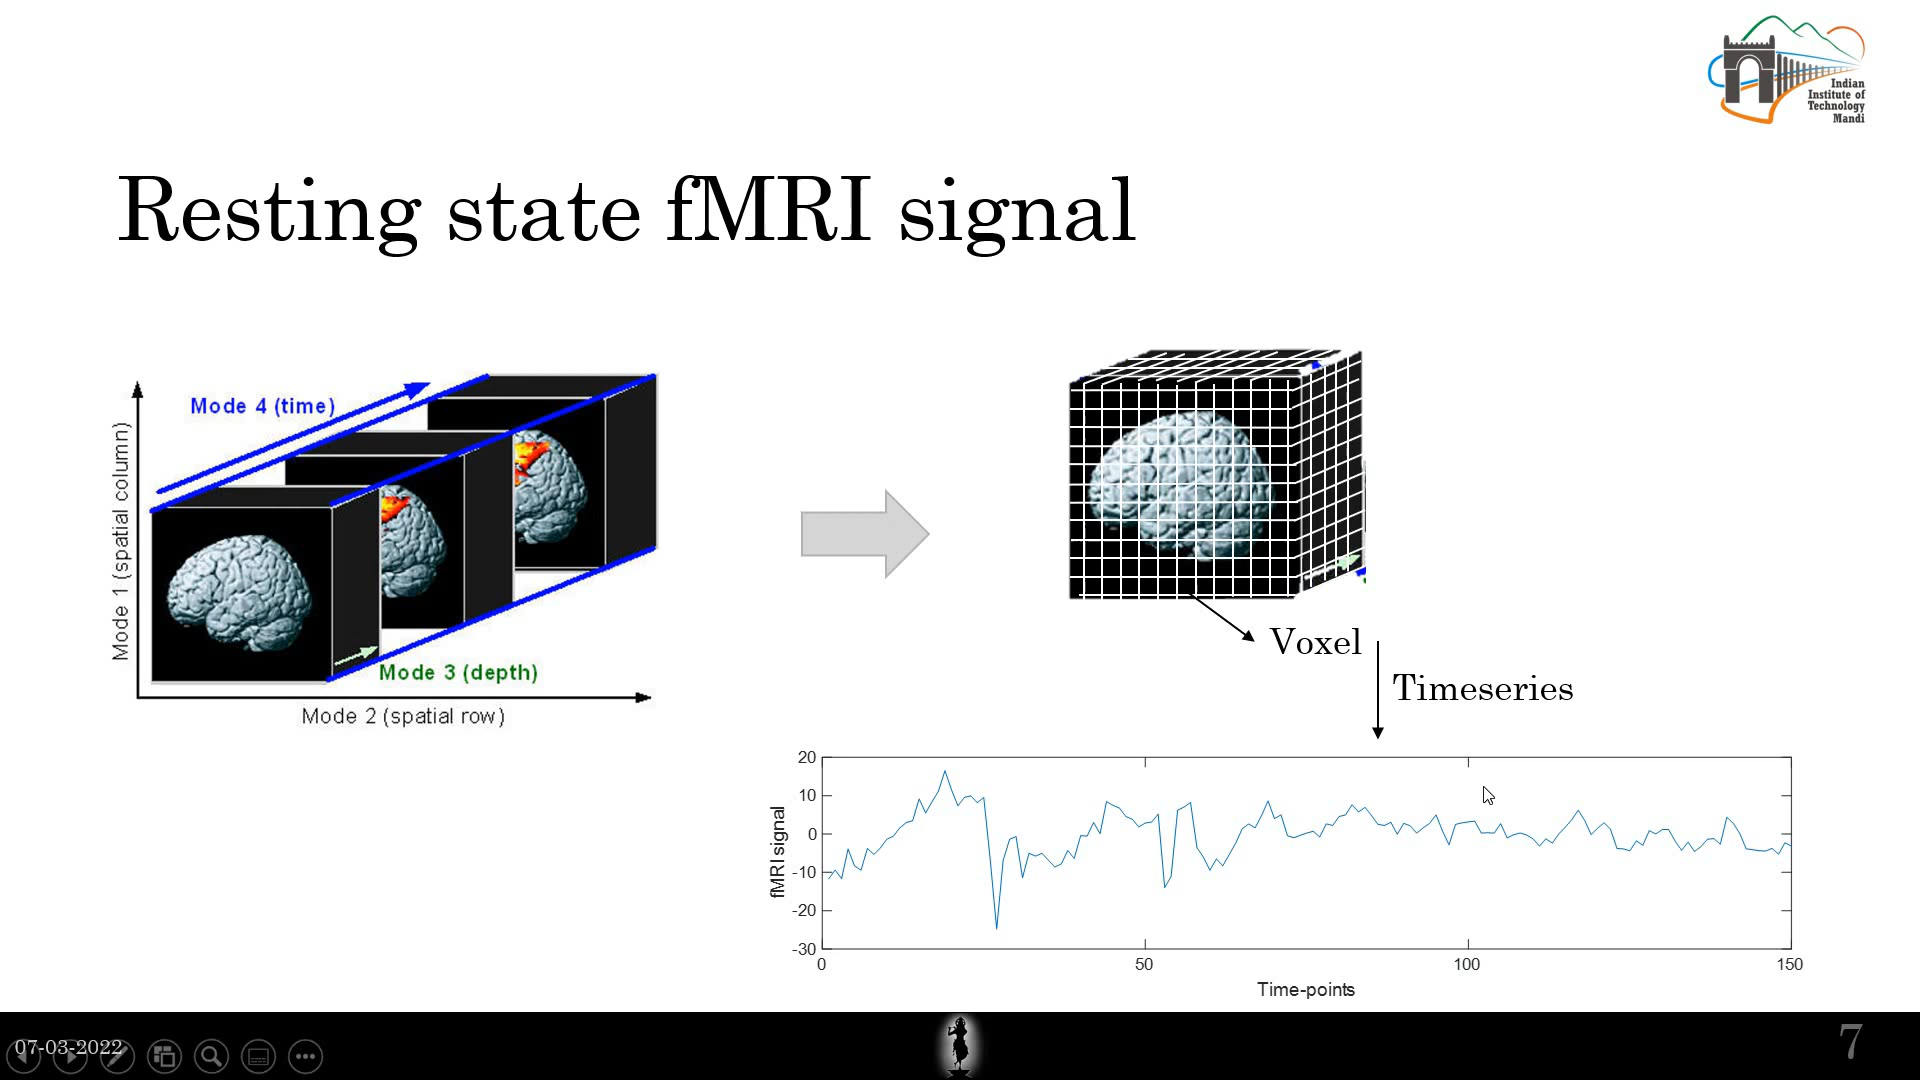 Indian
Institute of
Technology
Mandi
Resting state fMRI signal
Mode 4 (time)
Mode 1 (spatial column)
Mode 3 (depth)
Mode 2 (spatial row)
Voxel
Timeseries
20
10
0
-10
-20
-30
fMRI signal
0
50
100
150
Time-points
07-03-2022
7